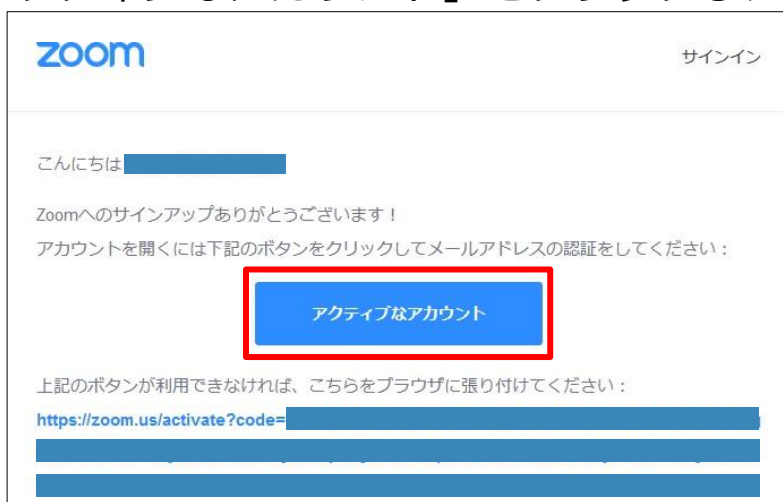 zoom
サインイン
こんにちは
Zoomへのサインアップありがとうございます！
アカウントを開くには下記のボタンをクリックしてメールアドレスの認証をしてください：
アクティブなアカウント
上記のボタンが利用できなければ、こちらをブラウザに張り付けてください：
https://zoom.us/activate?code=